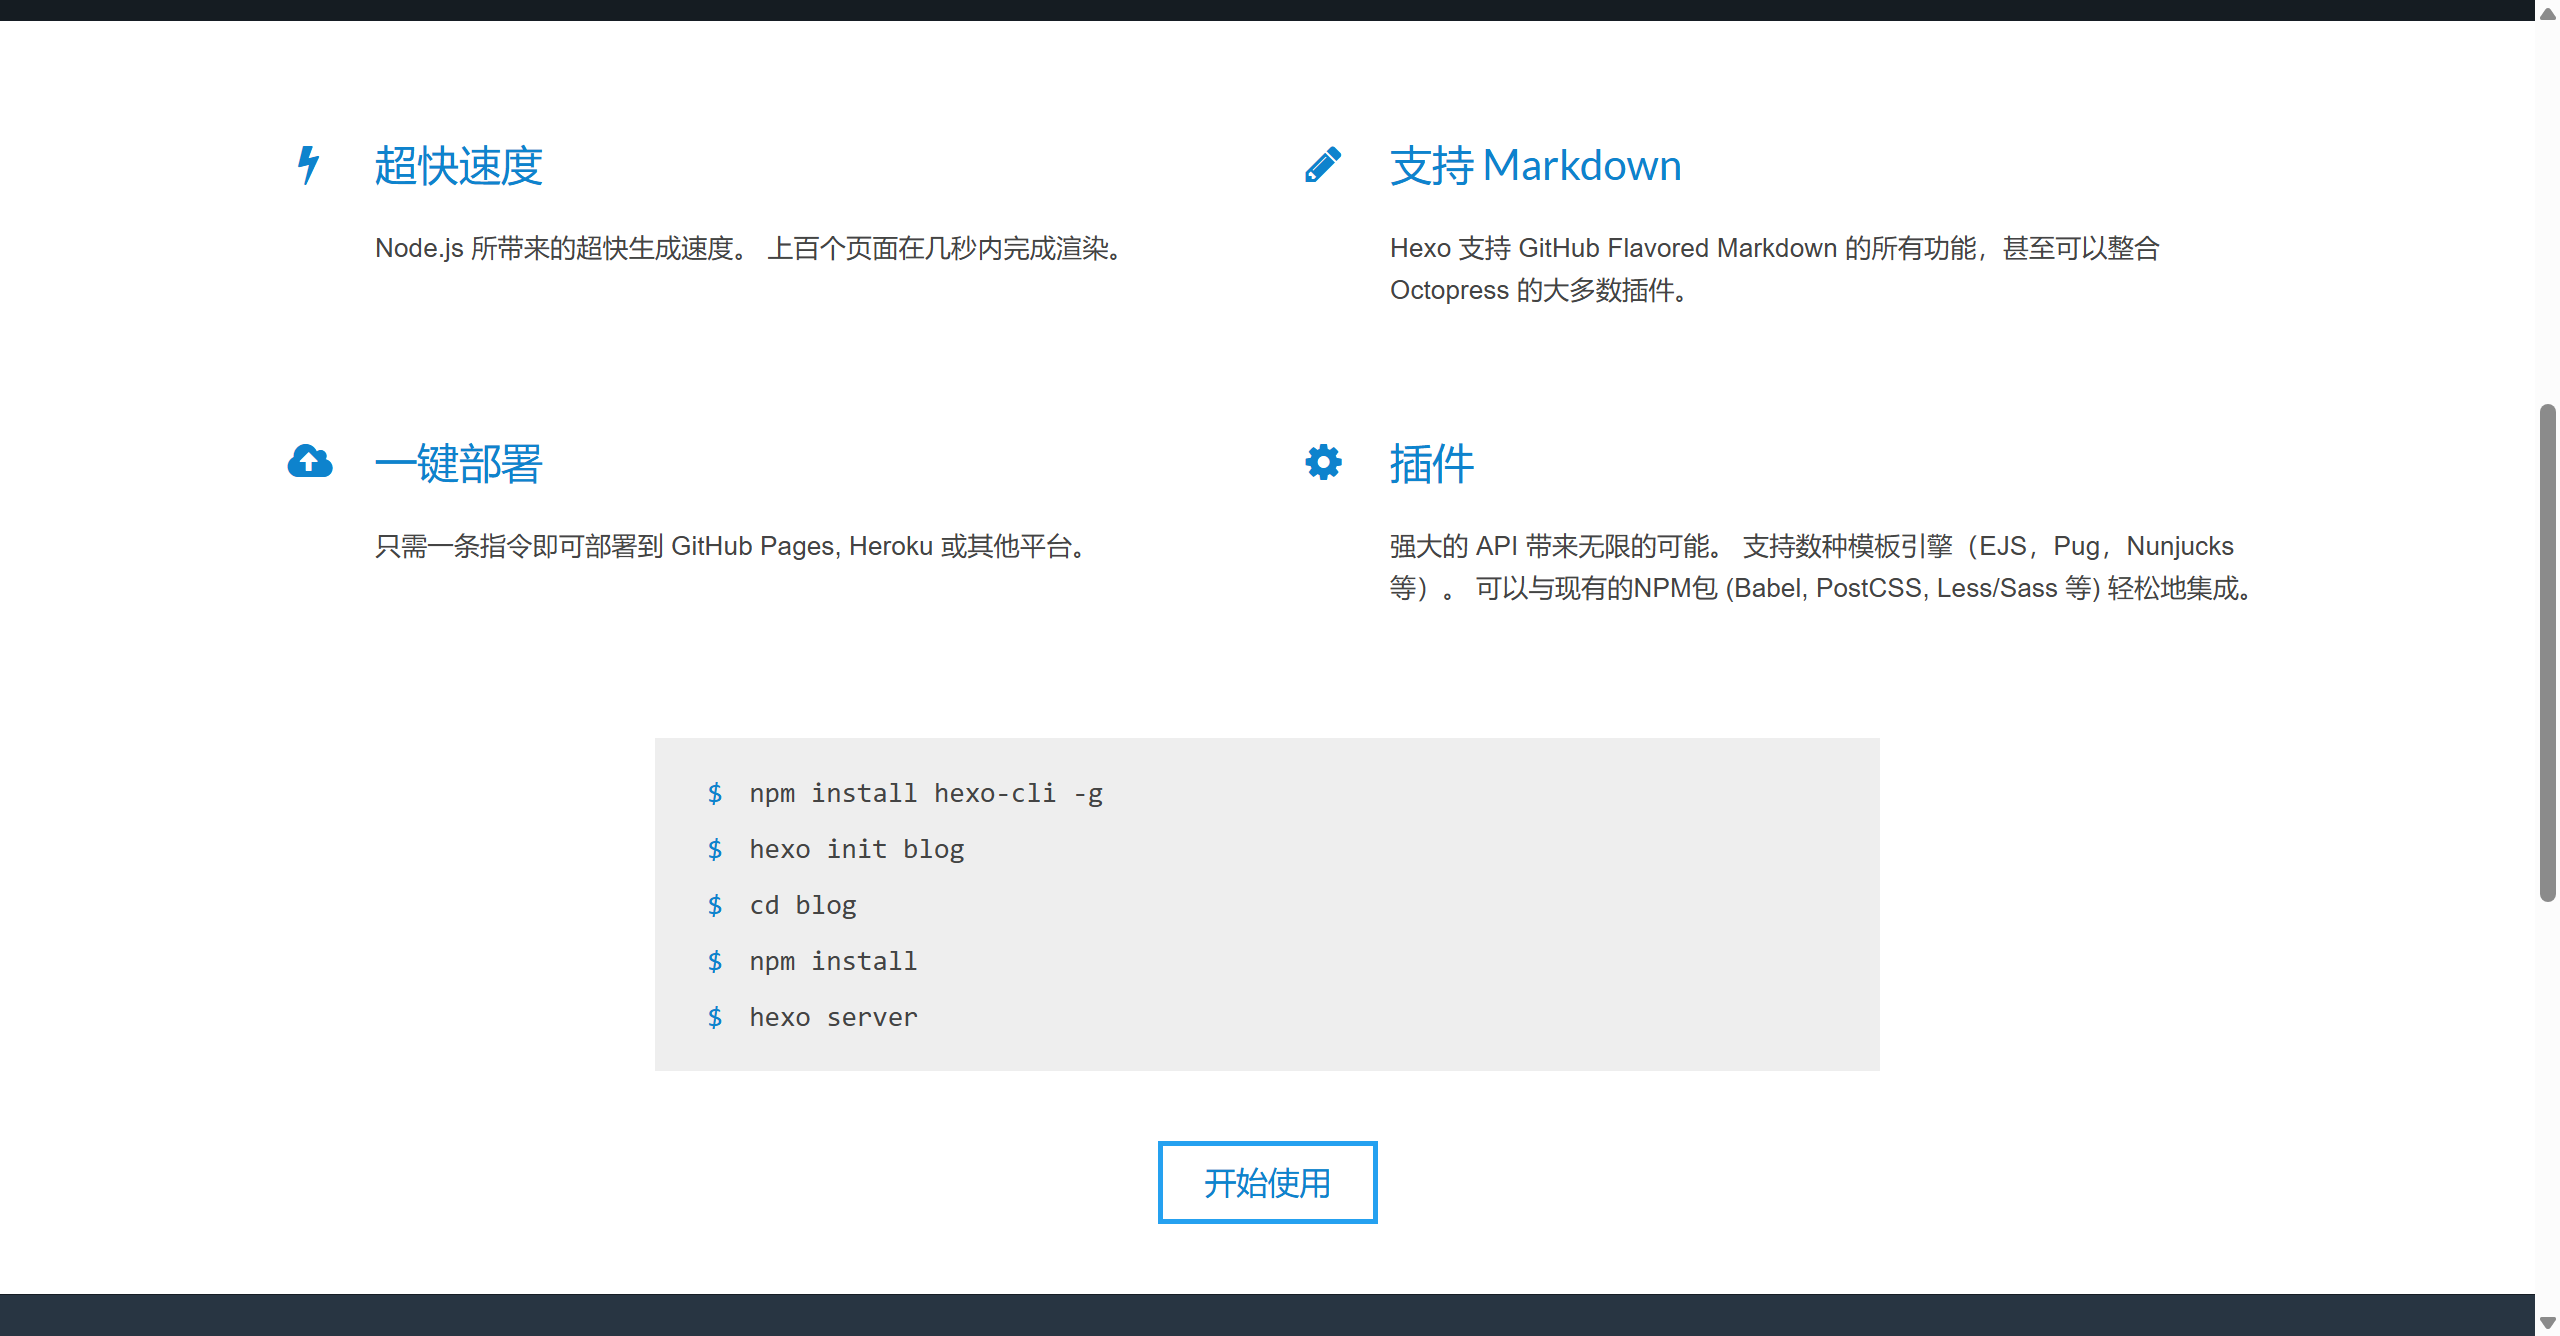 超快速度
Node.js 所带来的超快生成速度。 上百个页面在几秒内完成渲染。
支持 Markdown
Hexo 支持 GitHub Flavored Markdown 的所有功能，甚至可以整合
Octopress 的大多数插件。
一键部署
只需一条指令即可部署到 GitHub Pages, Heroku 或其他平台。
插件
强大的 API 带来无限的可能。 支持数种模板引擎（EJS，Pug，Nunjucks
等）。 可以与现有的NPM包 (Babel, PostCSS, Less/Sass 等) 轻松地集成。
$ npm install hexo-cli -g
$ hexo init blog
$ cd blog
$ npm install
$ hexo server
开始使用